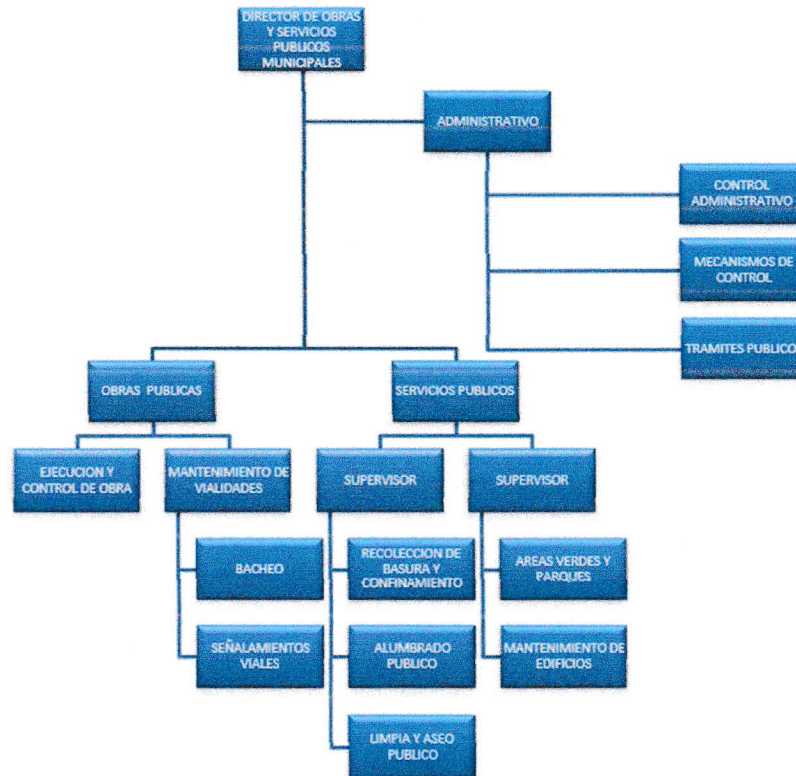 DIRECTOR DE OBRAS
Y SERVICIOS
PUBLICOS
MUNICIPALES
ADMINISTRATIVO
CONTROL
ADMINISTRATIVO
MECANISMOS DE
CONTROL
TRAMITES PUBLICO
OBRAS PUBLICAS
SERVICIOS PUBLICOS
EJECUCION Y
CONTROL DE OBRA
MANTENIMIENTO DE
VIALIDADES
SUPERVISOR
SUPERVISOR
BACHEO
RECOLECCION DE
BASURA Y
CONFINAMIENTO
AREAS VERDES Y
PARQUES
SEÑALAMIENTOS
VIALES
ALUMBRADO
PUBLICO
MANTENIMIENTO DE
EDIFICIOS
LIMPIA Y ASEO
PUBLICO